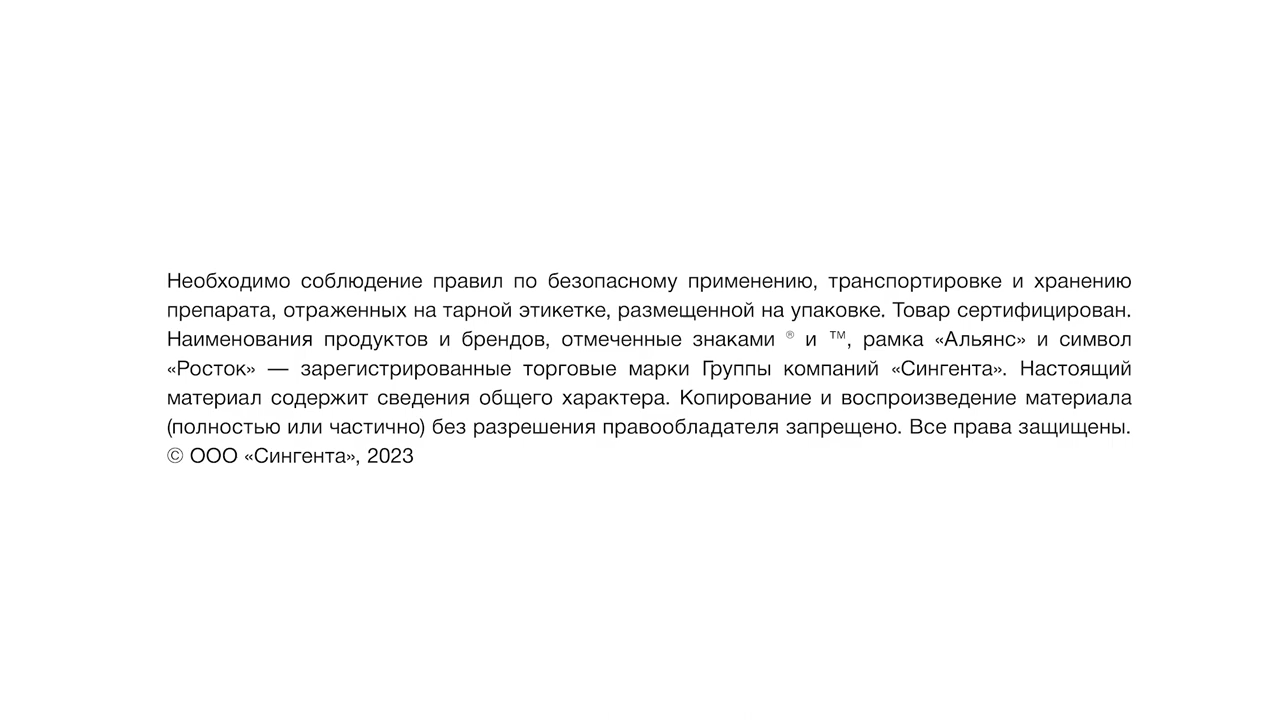 Необходимо соблюдение правил по безопасному применению, транспортировке и хранению
препарата, отраженных на тарной этикетке, размещенной на упаковке. Товар сертифицирован.
Наименования продуктов и брендов, отмеченные знаками ® и ™, рамка «Альянс» и символ
«Росток» — зарегистрированные торговые марки Группы компаний «Сингента». Настоящий
материал содержит сведения общего характера. Копирование и воспроизведение материала
(полностью или частично) без разрешения правообладателя запрещено. Все права защищены.
© ООО «Сингента», 2023